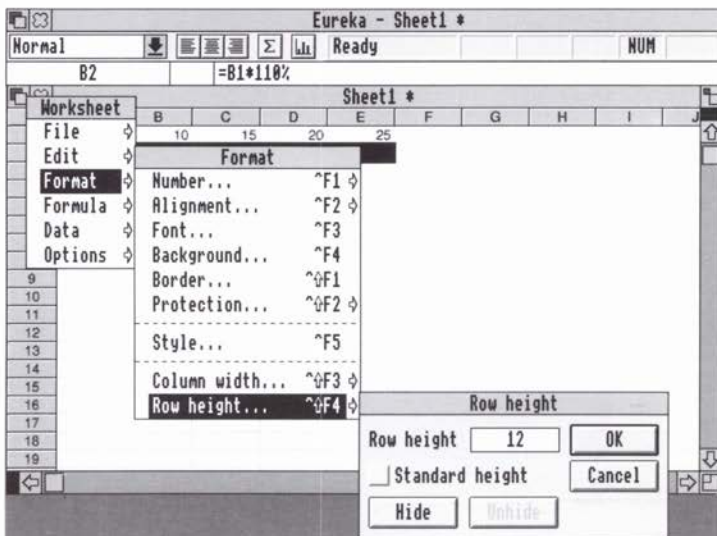 Eureka - Sheet1 *
Normal Σ Ready NUM
B2 =B1*110%
Sheet1 *
B C D E F G H I J
10 15 20 25
Worksheet
File
Edit
Format
Formula
Data
Options
Format
Number... ^F1
Alignment... ^F2
Font... ^F3
Background... ^F4
Border... ^⇧F1
Protection... ^⇧F2
Style... ^F5
Column width... ^⇧F3
Row height... ^⇧F4
9
10
11
12
13
14
15
16
17
18
19
Row height
Row height 12 OK
Standard height Cancel
Hide Unhide